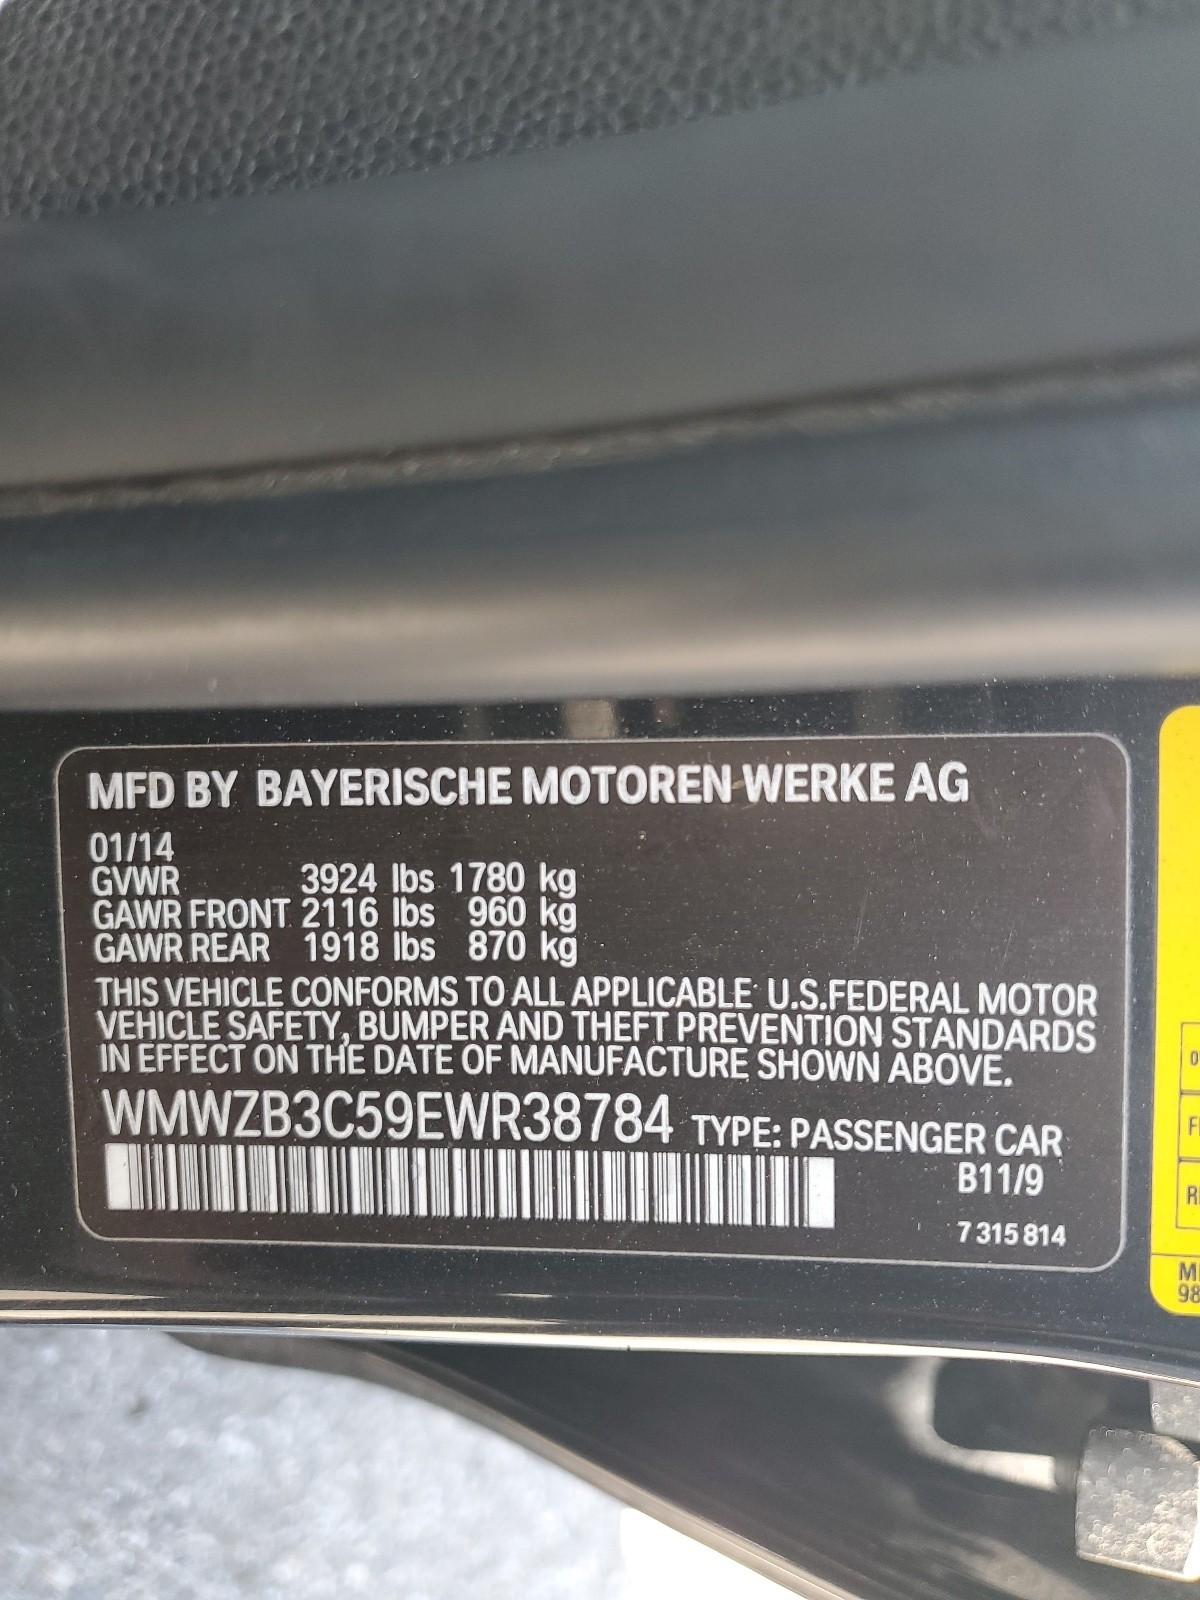 MFD BY BAYERISCHE MOTOREN WERKE AG
01/14
GVWR 3924 lbs 1780 kg
GAWR FRONT 2116 lbs 960 kg
GAWR REAR 1918 lbs 870 kg
THIS VEHICLE CONFORMS TO ALL APPLICABLE U.S.FEDERAL MOTOR
VEHICLE SAFETY, BUMPER AND THEFT PREVENTION STANDARDS
IN EFFECT ON THE DATE OF MANUFACTURE SHOWN ABOVE.
WMWZB3C59EWR38784 TYPE: PASSENGER CAR
B11/9
7 315 814